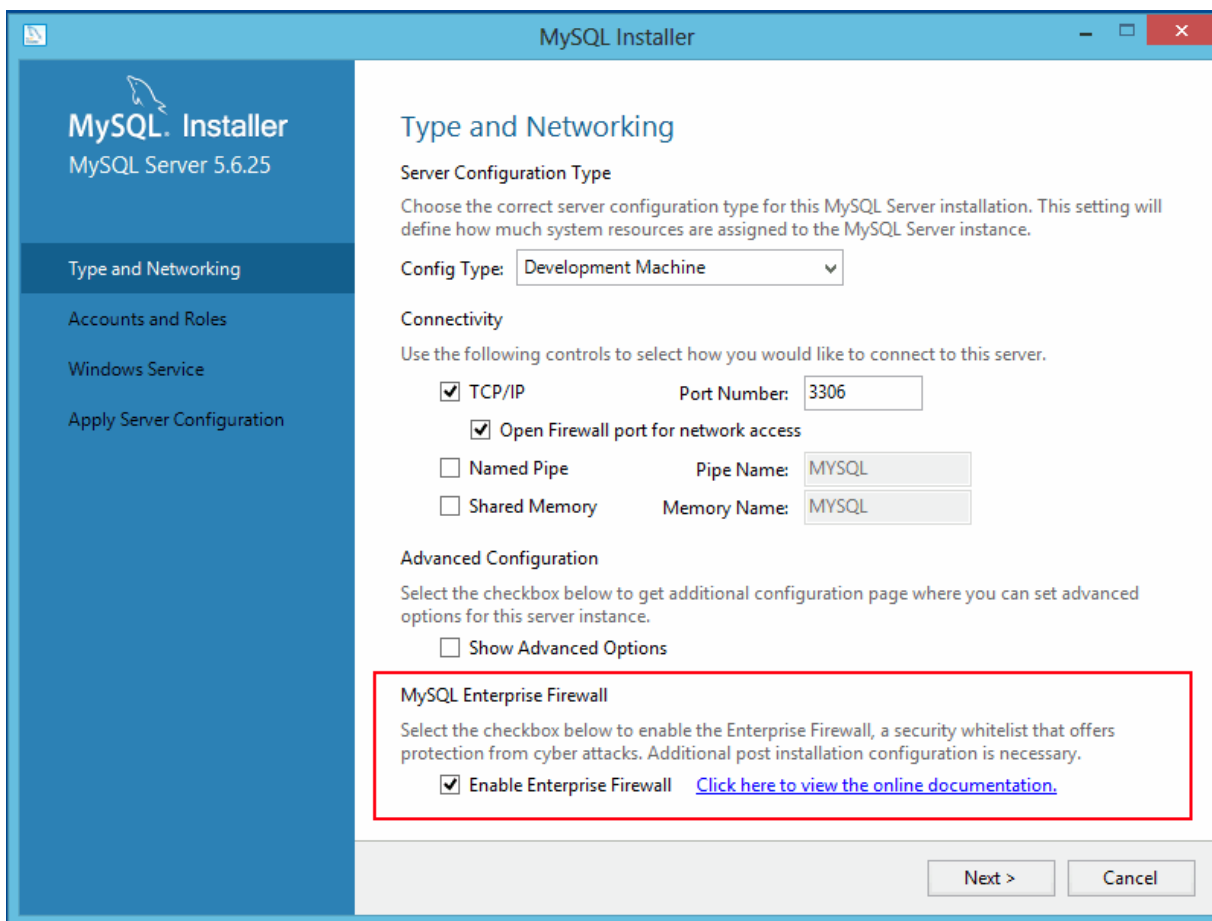 MySQL Installer
MySQL. Installer
MySQL Server 5.6.25
Type and Networking
Accounts and Roles
Windows Service
Apply Server Configuration
Type and Networking
Server Configuration Type
Choose the correct server configuration type for this MySQL Server installation. This setting will
define how much system resources are assigned to the MySQL Server instance.
Config Type: Development Machine
Connectivity
Use the following controls to select how you would like to connect to this server.
TCP/IP Port Number: 3306
Open Firewall port for network access
Named Pipe Pipe Name: MYSQL
Shared Memory Memory Name: MYSQL
Advanced Configuration
Select the checkbox below to get additional configuration page where you can set advanced
options for this server instance.
Show Advanced Options
MySQL Enterprise Firewall
Select the checkbox below to enable the Enterprise Firewall, a security whitelist that offers
protection from cyber attacks. Additional post installation configuration is necessary.
Enable Enterprise Firewall Click here to view the online documentation.
Next > Cancel